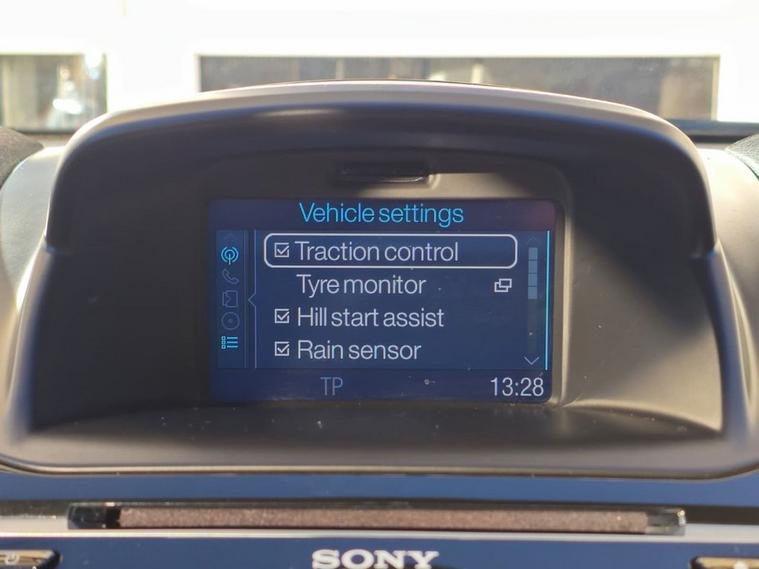 Vehicle settings
Traction control
Tyre monitor
Hill start assist
Rain sensor
TP 13:28
SONY